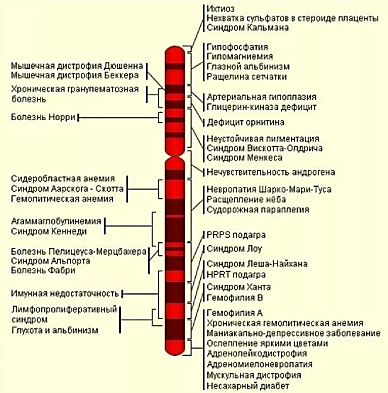 Ихтиоз
Нехватка сульфатов в стероиде плаценты
Синдром Кальмана
Гипофосфатия
Гипомагниемия
Глазной альбинизм
Ращелина сетчатки
Артериальная гипоплазия
Глицерин-киназа дефицит
Дефицит орнитина
Неустойчивая пигментация
Синдром Вискотта-Олдрича
Синдром Менкеса
Нечувствительность андрогена
Невропатия Шарко-Мари-Туса
Расщепление нёба
Судорожная параплегия
PRPS подагра
Синдром Лоу
Синдром Леша-Найхана
HPRT подагра
Синдром Ханта
Гемофилия B
Гемофилия A
Хроническая гемолитическая анемия
Маниакально-депрессивное заболевание
Ослепление яркими цветами
Адренолейкодистрофия
Адреномиелоневропатия
Мускульная дистрофия
Несахарный диабет
Мышечная дистрофия Дюшенна
Мышечная дистрофия Беккера
Хроническая гранулематозная
болезнь
Болезнь Норри
Сидеробластная анемия
Синдром Аарскога - Скотта
Гемолитическая анемия
Агаммаглобулинемия
Синдром Кеннеди
Болезнь Пелицеуса-Мерцбахера
Синдром Альпорта
Болезнь Фабри
Имунная недостаточность
Лимфопролиферативный
синдром
Глухота и альбинизм